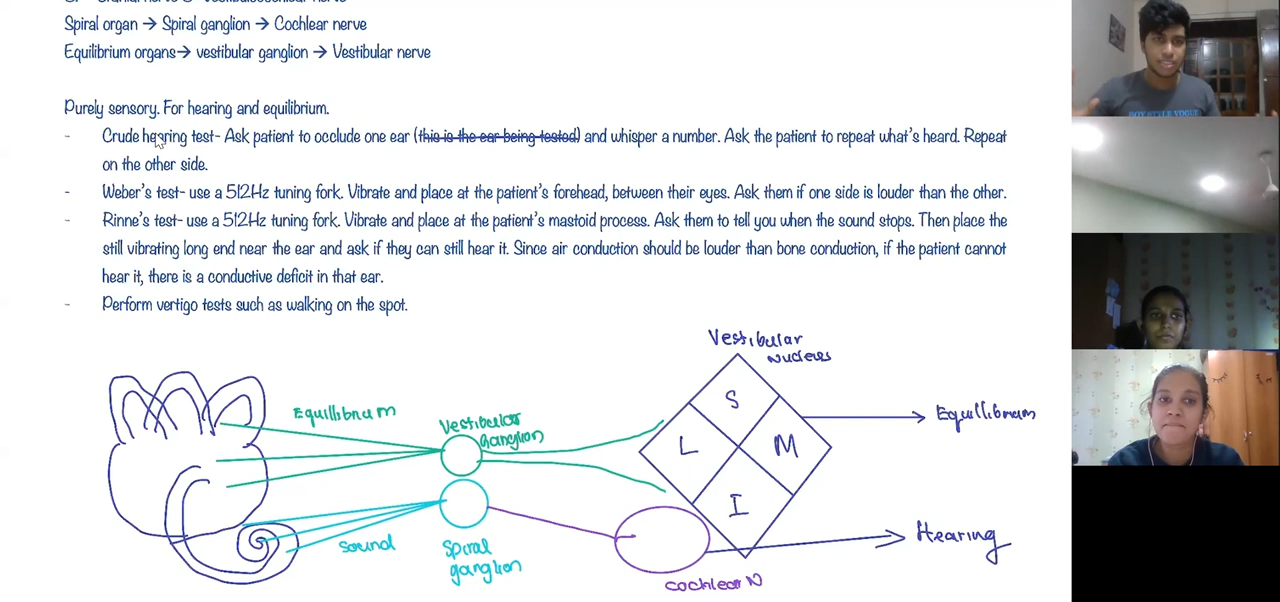 Spiral organ → Spiral ganglion → Cochlear nerve
Equilibrium organs→ vestibular ganglion → Vestibular nerve
Purely sensory. For hearing and equilibrium.
- Crude hearing test- Ask patient to occlude one ear (this is the ear being tested) and whisper a number. Ask the patient to repeat what's heard. Repeat
on the other side.
- Weber's test- use a 512Hz tuning fork. Vibrate and place at the patient's forehead, between their eyes. Ask them if one side is louder than the other.
- Rinne's test- use a 512Hz tuning fork. Vibrate and place at the patient's mastoid process. Ask them to tell you when the sound stops. Then place the
still vibrating long end near the ear and ask if they can still hear it. Since air conduction should be louder than bone conduction, if the patient cannot
hear it, there is a conductive deficit in that ear.
- Perform vertigo tests such as walking on the spot.
Vestibular
nucleus
Equillibrium
Vestibular
ganglion
S
L
M
I
Equillibrium
sound
Spiral
ganglion
cochlear N
Hearing